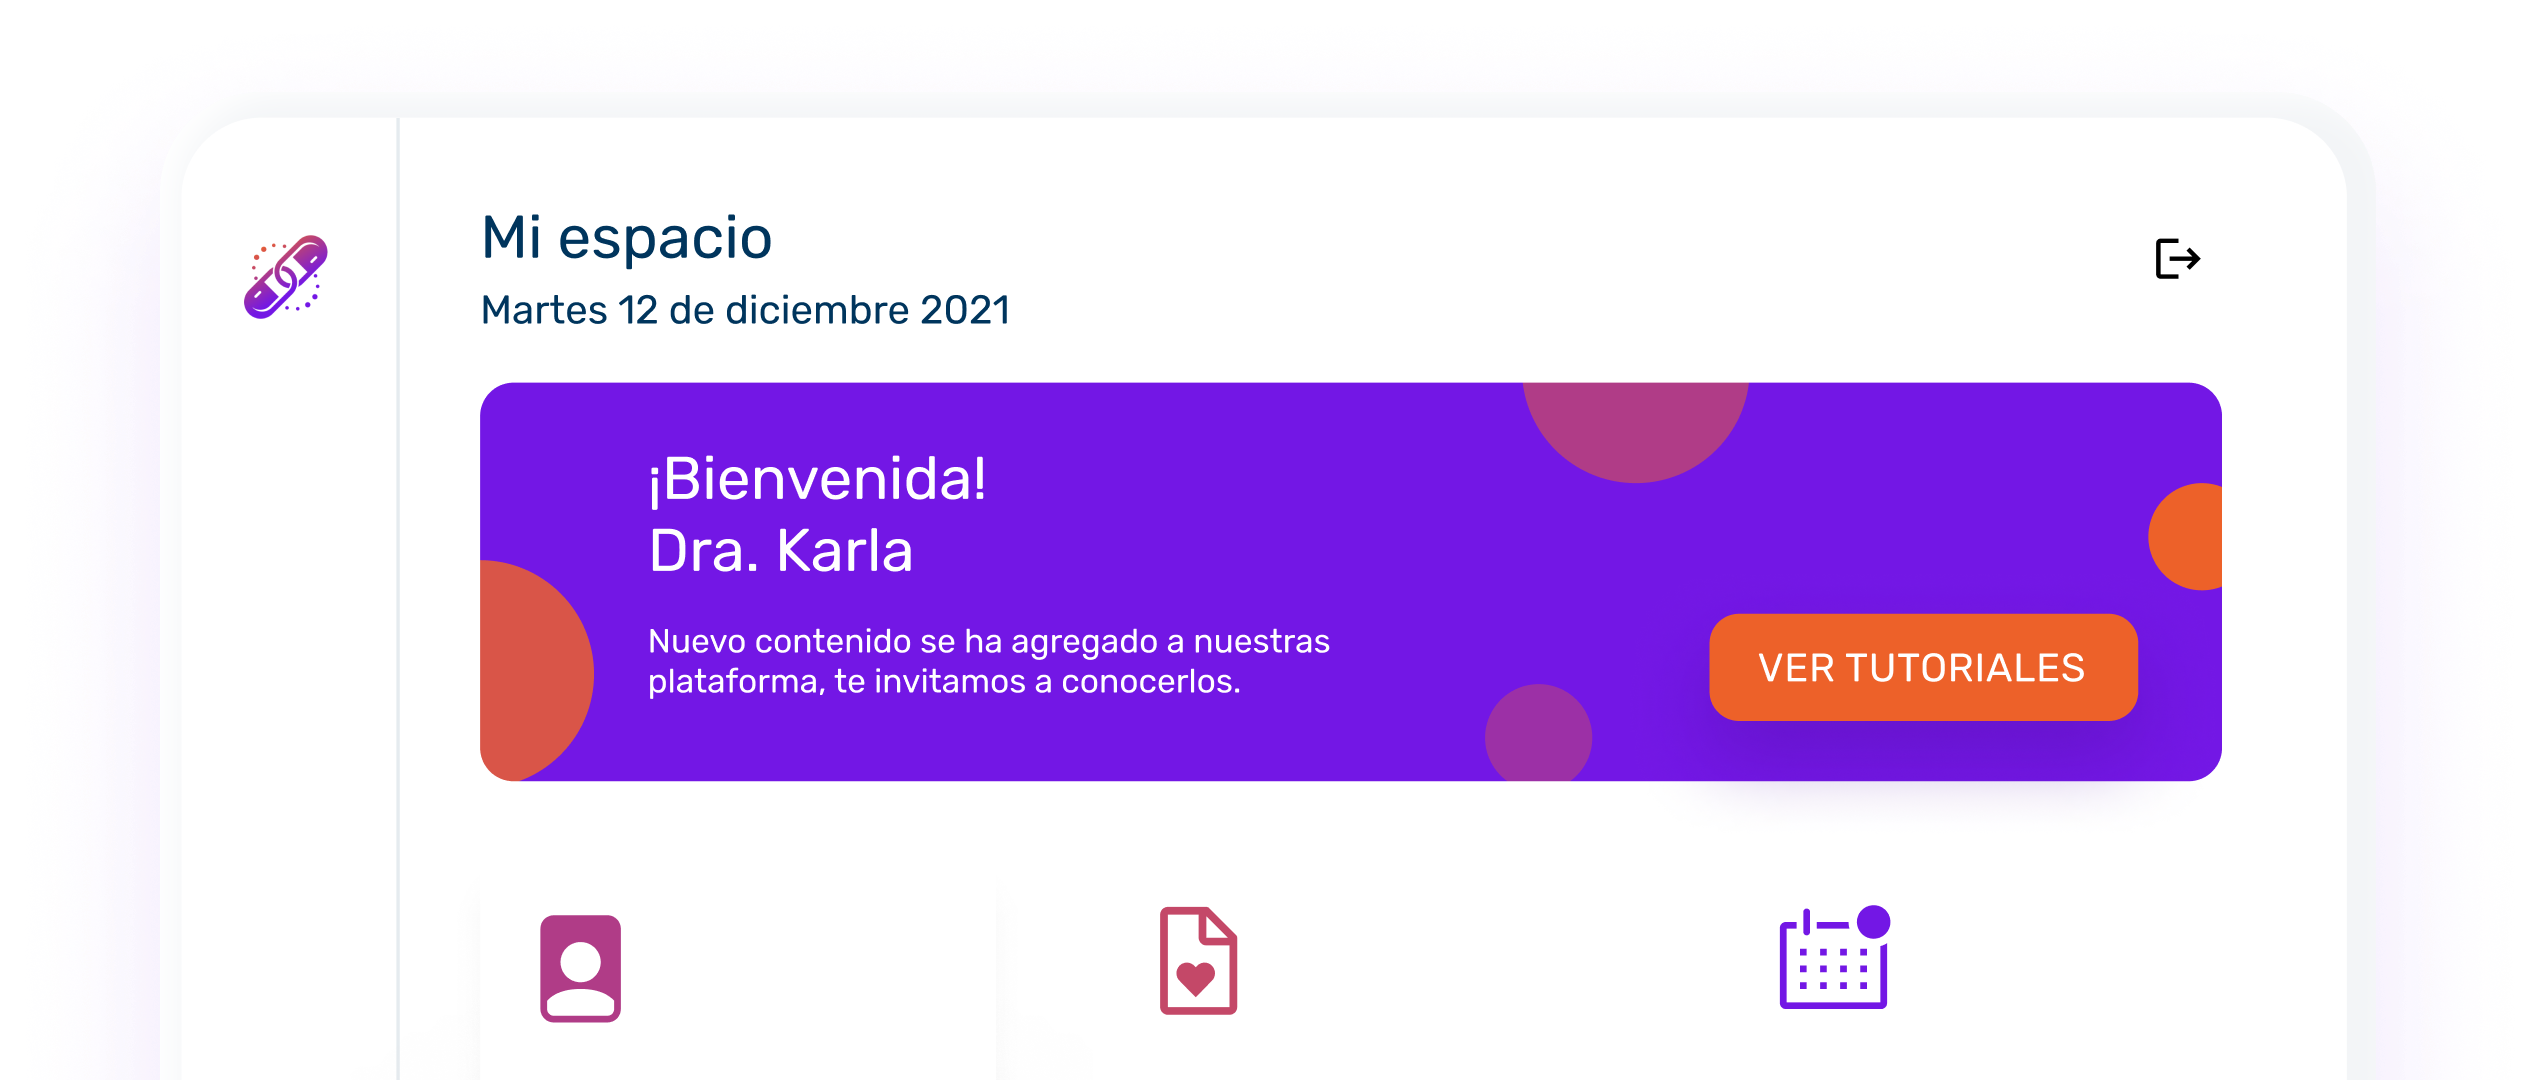 Mi espacio
Martes 12 de diciembre 2021
¡Bienvenida!
Dra. Karla
Nuevo contenido se ha agregado a nuestras
plataforma, te invitamos a conocerlos.
VER TUTORIALES